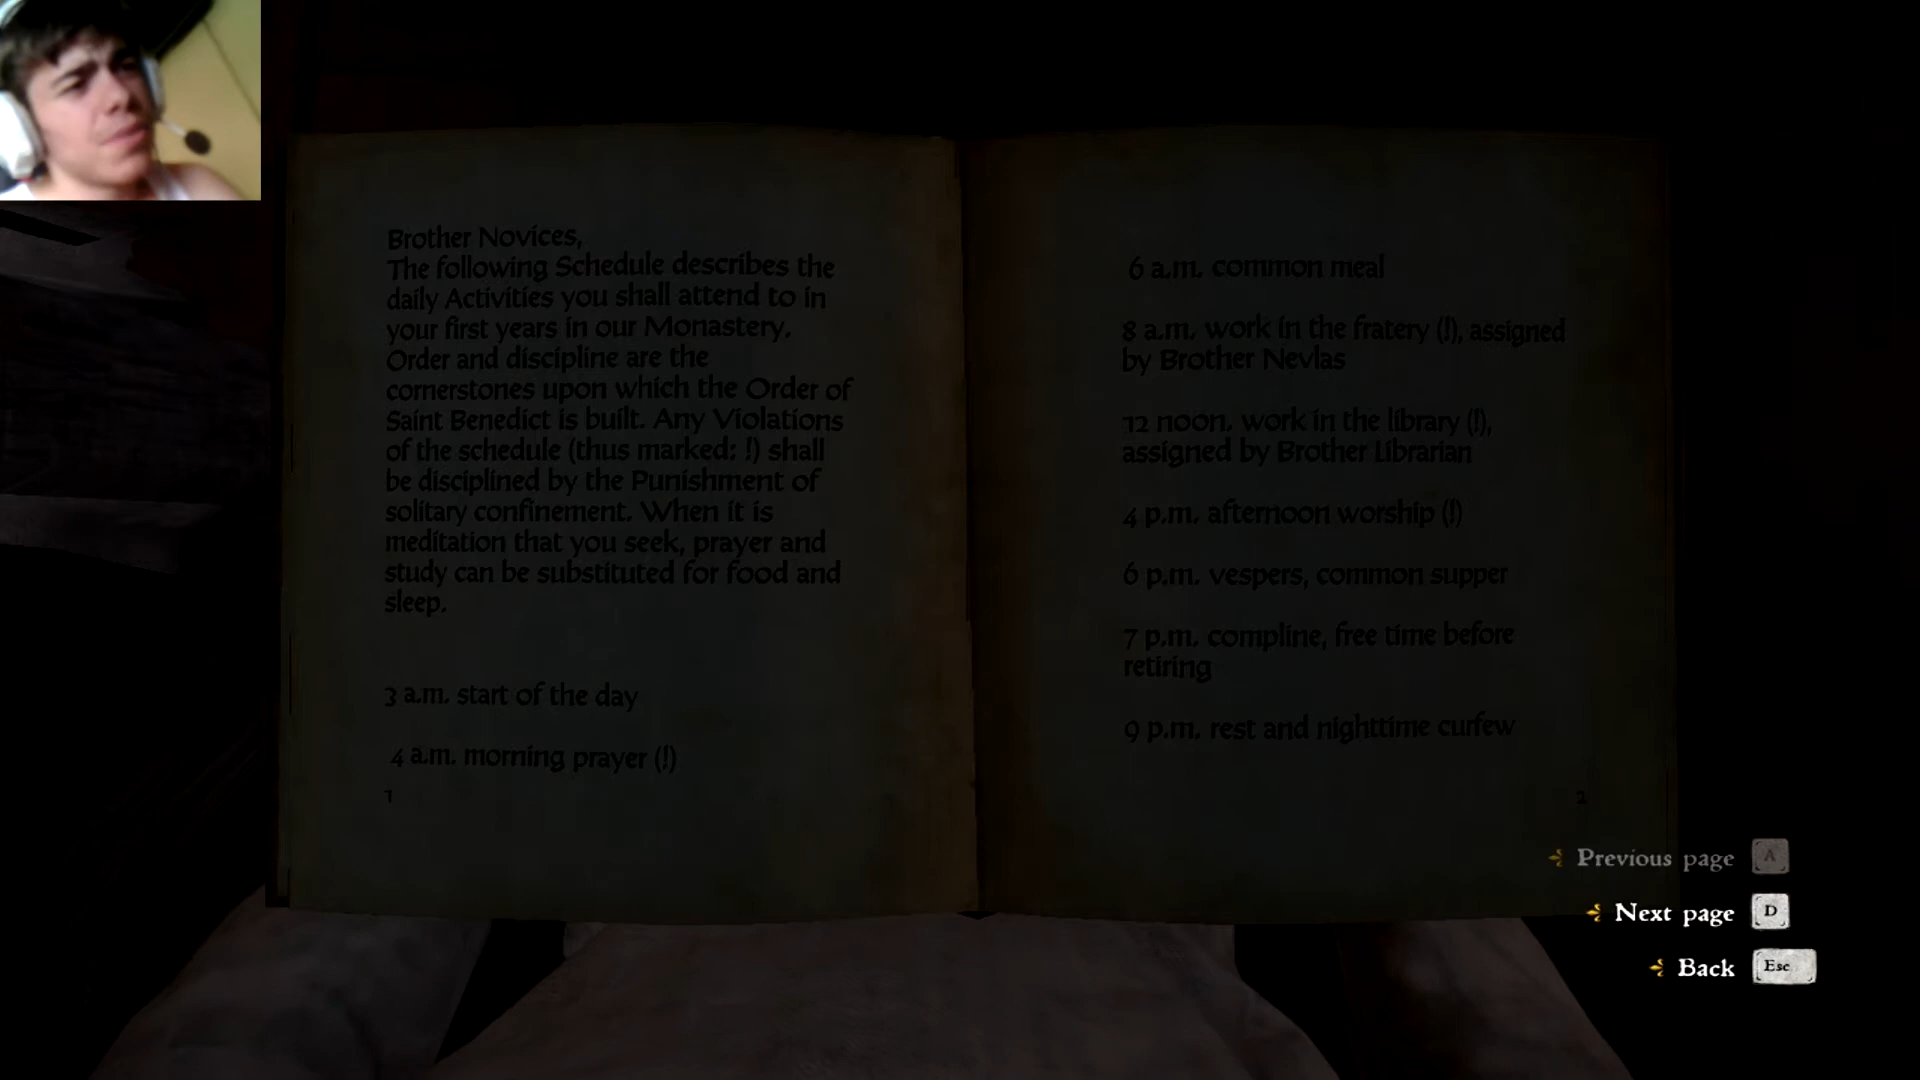 Brother Novices,
The following Schedule describes the
daily Activities you shall attend to in
your first years in our Monastery.
Order and discipline are the
cornerstones upon which the Order of
Saint Benedict is built. Any Violations
of the schedule (thus marked: !) shall
be disciplined by the Punishment of
solitary confinement. When it is
meditation that you seek, prayer and
study can be substituted for food and
sleep.
3 a.m. start of the day
4 a.m. morning prayer (!)
1
6 a.m. common meal
8 a.m. work in the fratery (!), assigned
by Brother Nevlas
12 noon. work in the library (!),
assigned by Brother Librarian
4 p.m. afternoon worship (!)
6 p.m. vespers, common supper
7 p.m. compline, free time before
retiring
9 p.m. rest and nighttime curfew
2
Previous page A
Next page D
Back Esc